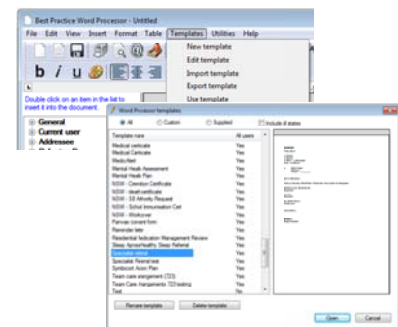 Best Practice Word Processor - Untitled
File Edit View Insert Format Table Templates Utilities Help
New template
Edit template
Import template
Export template
Use template
b i u
Double click on an item in the list to
insert it into the document.
General
Current user
Addressee
Word Processor templates
All Custom Supplied Include all states
Template name All users
Medical certificate Yes
Medical Certificate Yes
MedicAlert Yes
Mental Health Assessment Yes
Mental Health Plan Yes
NSW - Cremation Certificate Yes
NSW - death certificate Yes
NSW - S8 Authority Request Yes
NSW - School Immunisation Cert Yes
NSW - Workcover Yes
Panvax consent form Yes
Reminder letter Yes
Residential Medication Management Review Yes
Sleep Apnoea Healthy Sleep Referral Yes
Specialist referral Yes
Specialist Referral test Yes
Symbicort Action Plan Yes
Team care arrangement (723) Yes
Team Care Arrangements 723 testing Yes
Test Yes
Rename template Delete template
Open Cancel